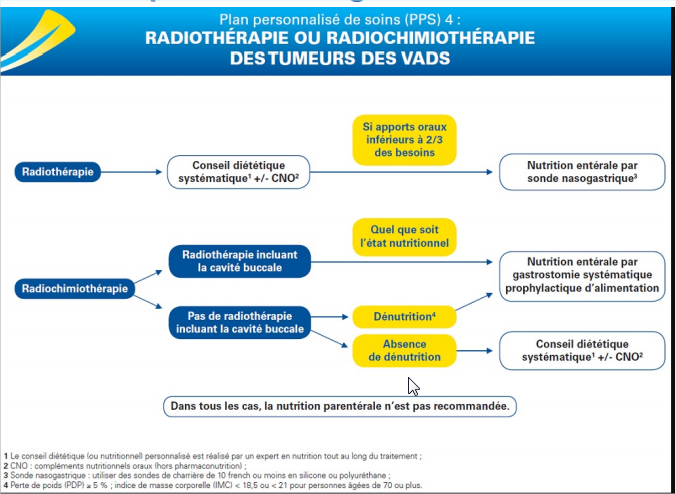 Plan personnalisé de soins (PPS) 4 :
RADIOTHÉRAPIE OU RADIOCHIMIOTHÉRAPIE
DES TUMEURS DES VADS
Si apports oraux
inférieurs à 2/3
des besoins
Radiothérapie
Conseil diététique
systématique¹ +/- CNO²
Nutrition entérale par
sonde nasogastrique³
Quel que soit
l'état nutritionnel
Radiothérapie incluant
la cavité buccale
Nutrition entérale par
gastrostomie systématique
prophylactique d'alimentation
Radiochimiothérapie
Pas de radiothérapie
incluant la cavité buccale
Dénutrition⁴
Absence
de dénutrition
Conseil diététique
systématique¹ +/- CNO²
Dans tous les cas, la nutrition parentérale n'est pas recommandée.
1 Le conseil diététique (ou nutritionnel) personnalisé est réalisé par un expert en nutrition tout au long du traitement ;
2 CNO : compléments nutritionnels oraux (hors pharmaconutrition) ;
3 Sonde nasogastrique : utiliser des sondes de charrière de 10 french ou moins en silicone ou polyuréthane ;
4 Perte de poids (PDP) ≥ 5 % ; indice de masse corporelle (IMC) < 18,5 ou < 21 pour personnes âgées de 70 ou plus.